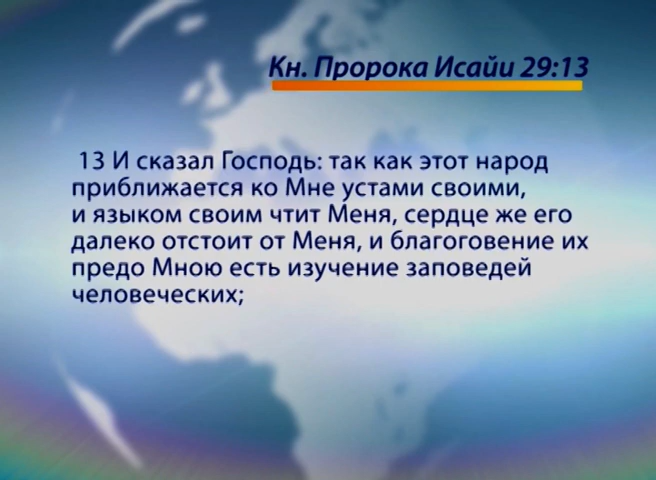 Кн. Пророка Исайи 29:13
13 И сказал Господь: так как этот народ
приближается ко Мне устами своими,
и языком своим чтит Меня, сердце же его
далеко отстоит от Меня, и благоговение их
предо Мною есть изучение заповедей
человеческих;